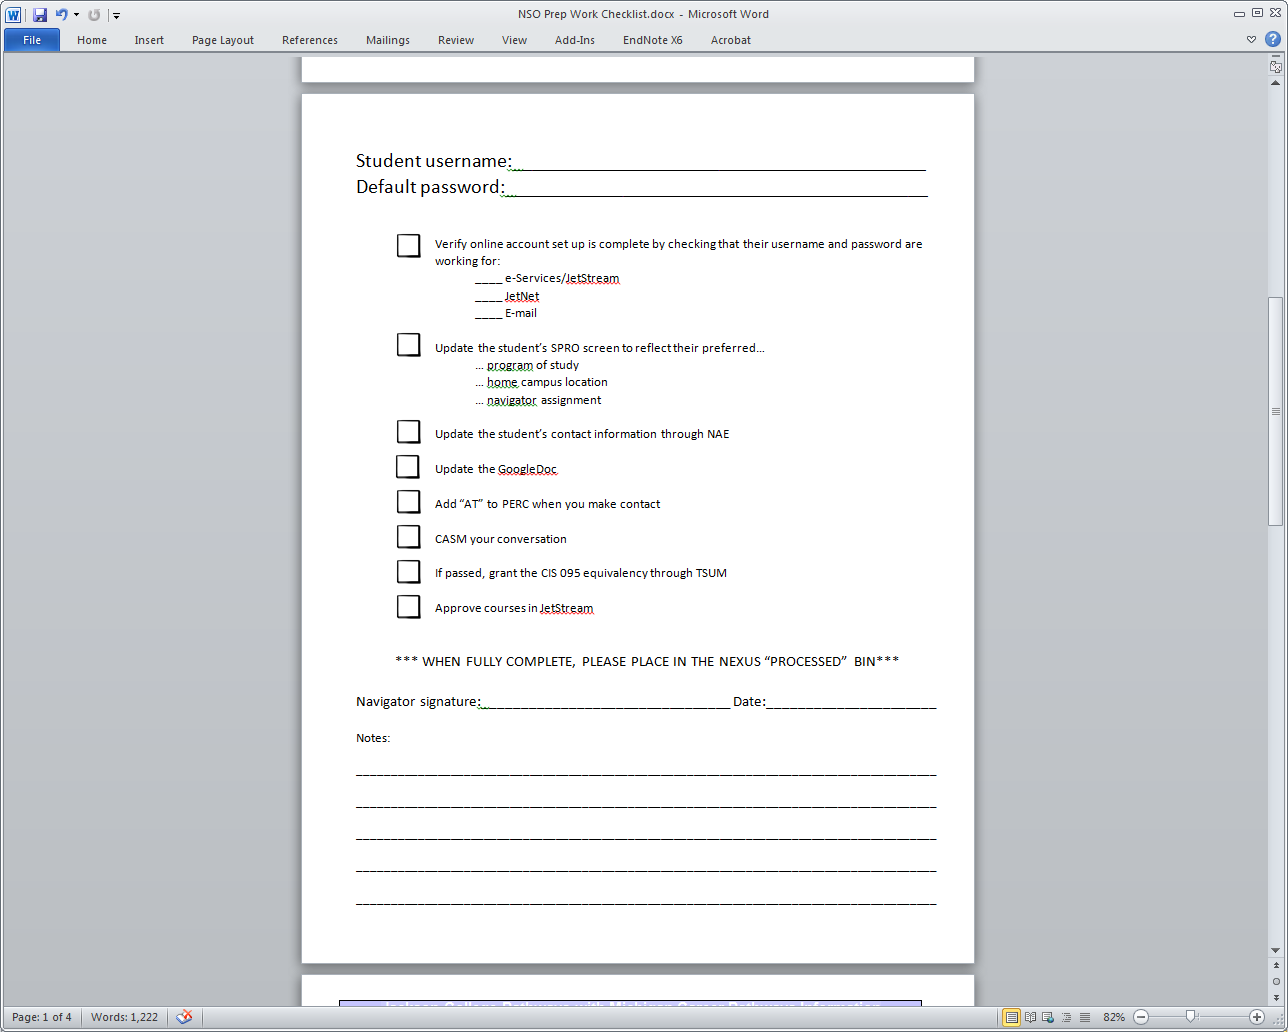 NSO Prep Work Checklist.docx - Microsoft Word
File Home Insert Page Layout References Mailings Review View Add-Ins EndNote X6 Acrobat
Student username:_______________________________________________
Default password:________________________________________________
Verify online account set up is complete by checking that their username and password are
working for:
____ e-Services/JetStream
____ JetNet
____ E-mail
Update the student’s SPRO screen to reflect their preferred…
… program of study
… home campus location
… navigator assignment
Update the student’s contact information through NAE
Update the GoogleDoc
Add “AT” to PERC when you make contact
CASM your conversation
If passed, grant the CIS 095 equivalency through TSUM
Approve courses in JetStream
*** WHEN FULLY COMPLETE, PLEASE PLACE IN THE NEXUS “PROCESSED” BIN***
Navigator signature:________________________________ Date:______________________
Notes:
Page: 1 of 4 Words: 1,222 82%